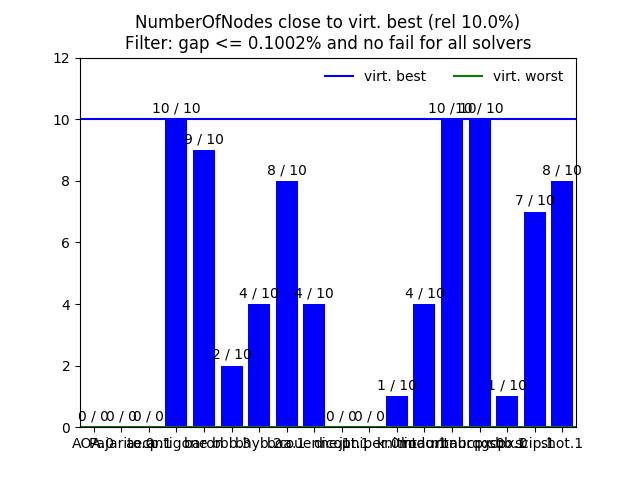 NumberOfNodes close to virt. best (rel 10.0%)
Filter: gap <= 0.1002% and no fail for all solvers
virt. best virt. worst
12
10
8
6
4
2
0
0 / 0 0 / 0 0 / 0 10 / 10 9 / 10 2 / 10 4 / 10 8 / 10 4 / 10 0 / 0 0 / 0 1 / 10 4 / 10 10 / 10 10 / 10 1 / 10 7 / 10 8 / 10
shot.1